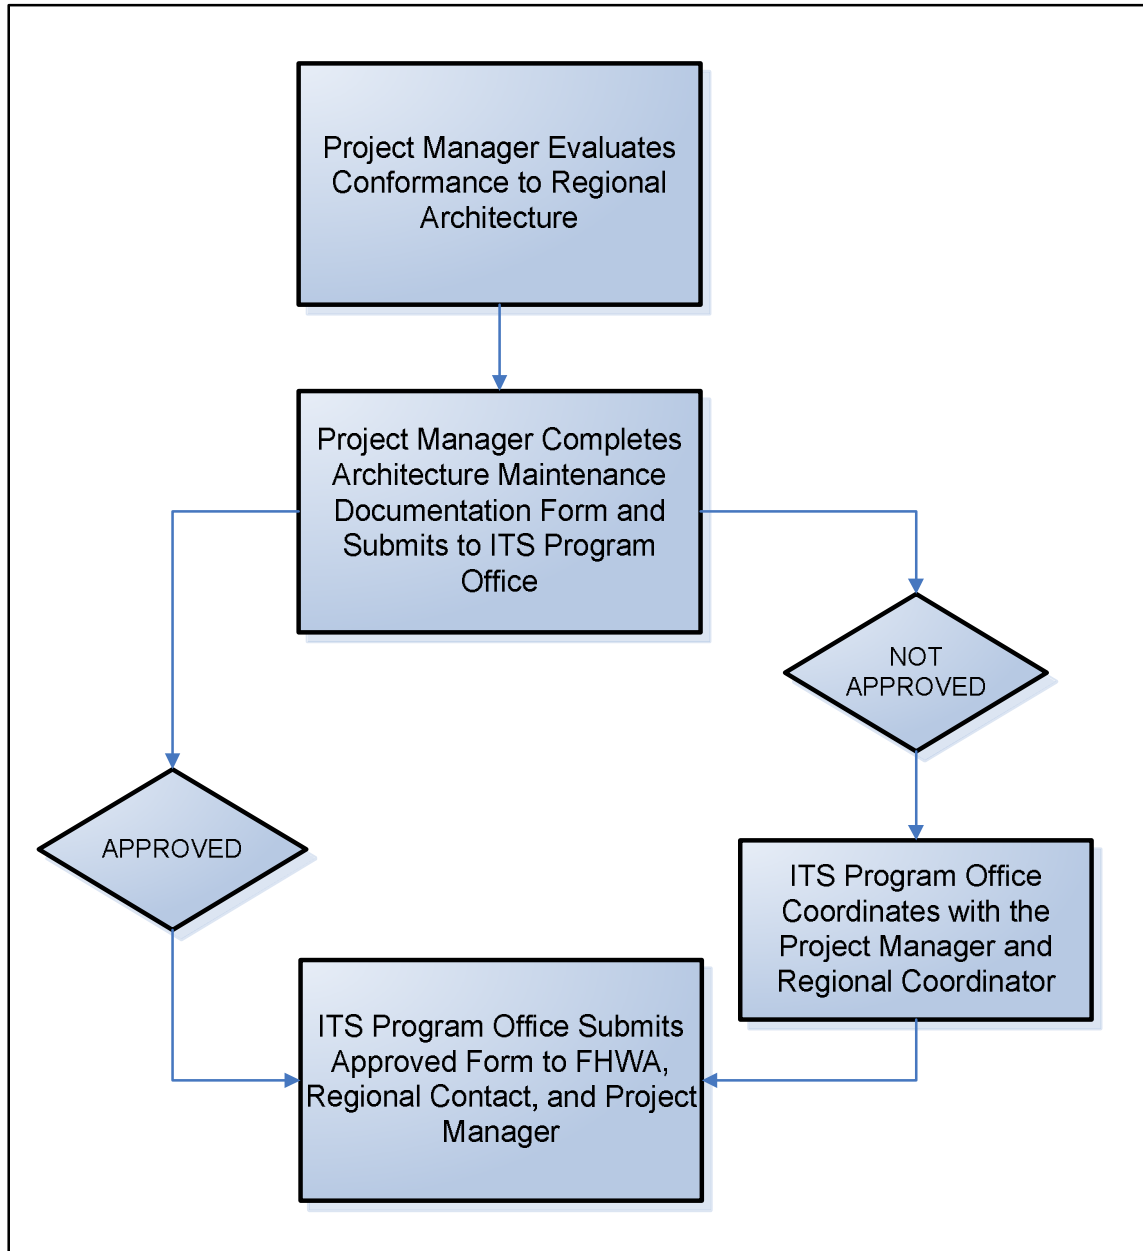 Project Manager Evaluates
Conformance to Regional
Architecture
Project Manager Completes
Architecture Maintenance
Documentation Form and
Submits to ITS Program
Office
NOT
APPROVED
APPROVED
ITS Program Office
Coordinates with the
Project Manager and
Regional Coordinator
ITS Program Office Submits
Approved Form to FHWA,
Regional Contact, and Project
Manager